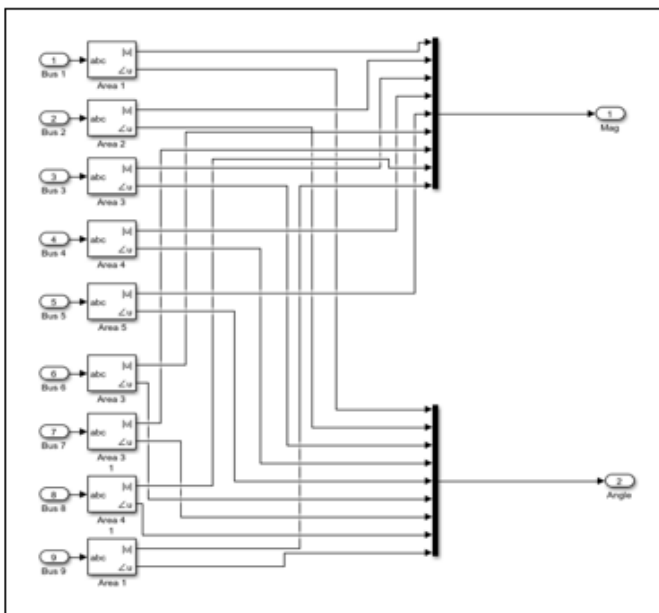 1
Bus 1
abc
|u|
∠u
Area 1
2
Bus 2
abc
|u|
∠u
Area 2
3
Bus 3
abc
|u|
∠u
Area 3
4
Bus 4
abc
|u|
∠u
Area 4
5
Bus 5
abc
|u|
∠u
Area 5
6
Bus 6
abc
|u|
∠u
Area 3
7
Bus 7
abc
|u|
∠u
Area 3
1
8
Bus 8
abc
|u|
∠u
Area 4
1
9
Bus 9
abc
|u|
∠u
Area 1
1
Mag
2
Angle